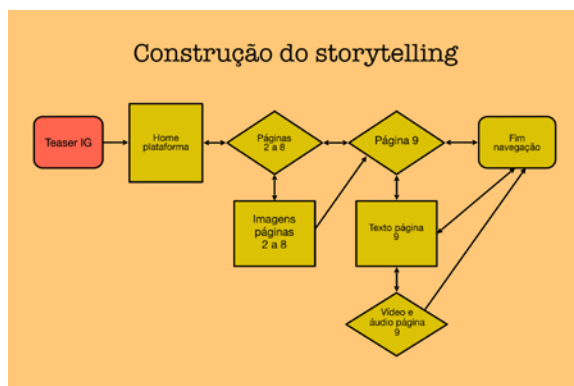 Construção do storytelling
Teaser IG
Home
plataforma
Páginas
2 a 8
Página 9
Fim
navegação
Imagens
páginas
2 a 8
Texto página
9
Vídeo e
áudio página
9